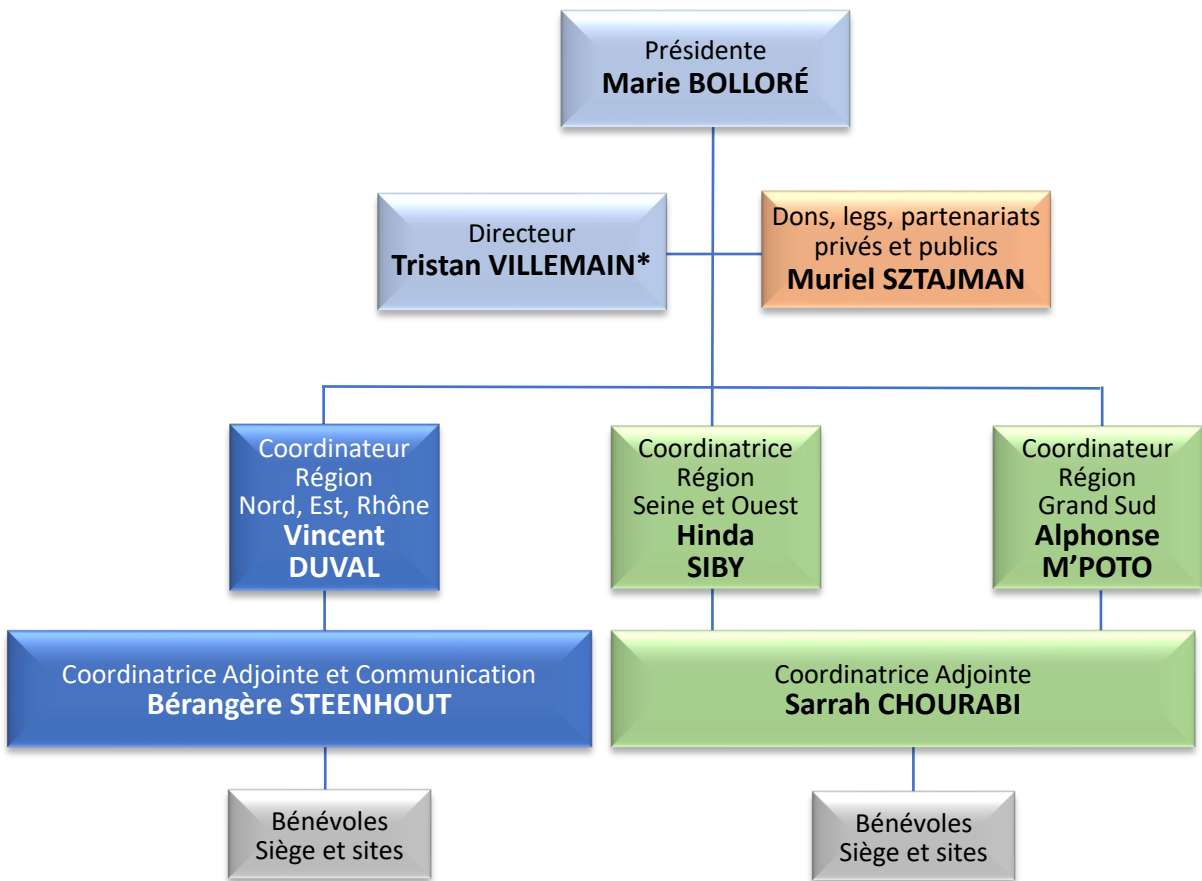 Présidente
Marie BOLLORÉ
Directeur
Tristan VILLEMAIN*
Dons, legs, partenariats
privés et publics
Muriel SZTAJMAN
Coordinateur
Région
Nord, Est, Rhône
Vincent
DUVAL
Coordinatrice
Région
Seine et Ouest
Hinda
SIBY
Coordinateur
Région
Grand Sud
Alphonse
M’POTO
Coordinatrice Adjointe et Communication
Bérangère STEENHOUT
Coordinatrice Adjointe
Sarrah CHOURABI
Bénévoles
Siège et sites
Bénévoles
Siège et sites